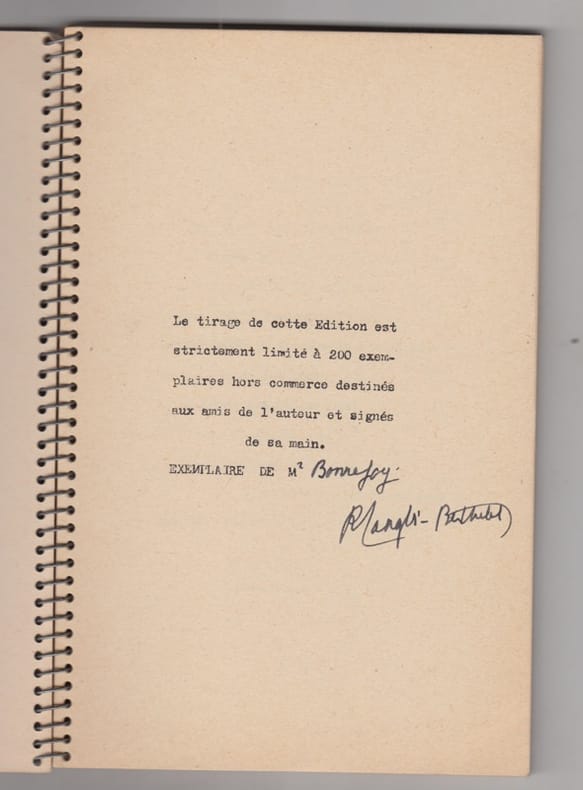 Le tirage de cette Edition est
strictement limité à 200 exem-
plaires hors commerce destinés
aux amis de l'auteur et signés
de sa main.
EXEMPLAIRE DE Mr Bonnefoy.
Berthelot